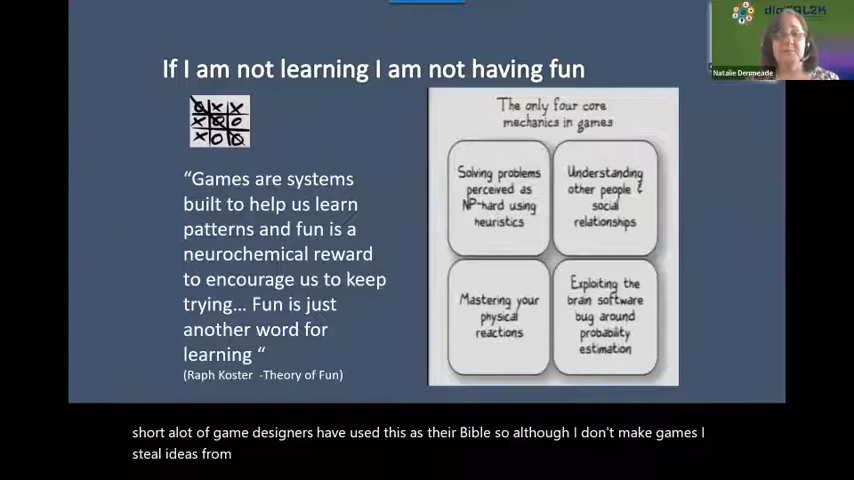 digITAL2K
Natalie Denmeade
If I am not learning I am not having fun
“Games are systems
built to help us learn
patterns and fun is a
neurochemical reward
to encourage us to keep
trying… Fun is just
another word for
learning “
(Raph Koster -Theory of Fun)
The only four core
mechanics in games
Solving problems
perceived as
NP-hard using
heuristics
Understanding
other people &
social
relationships
Mastering your
physical
reactions
Exploiting the
brain software
bug around
probability
estimation
short alot of game designers have used this as their Bible so although I don't make games I
steal ideas from